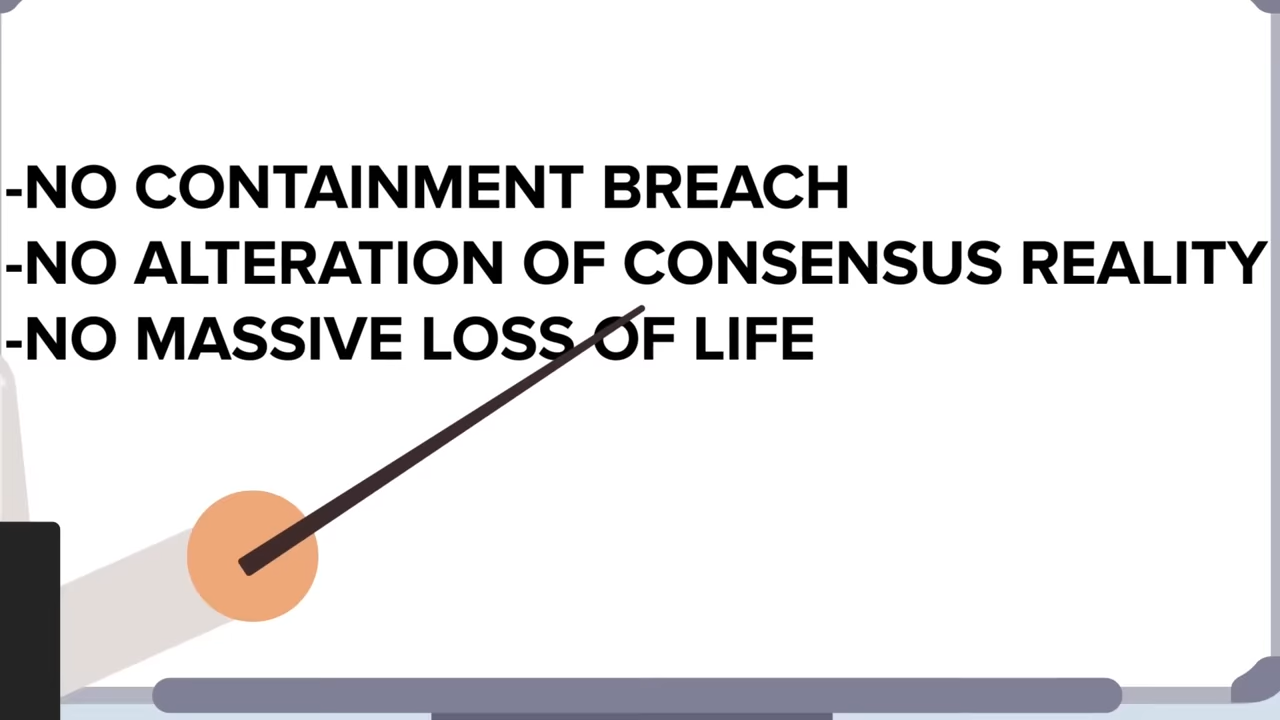 -NO CONTAINMENT BREACH
-NO ALTERATION OF CONSENSUS REALITY
-NO MASSIVE LOSS OF LIFE